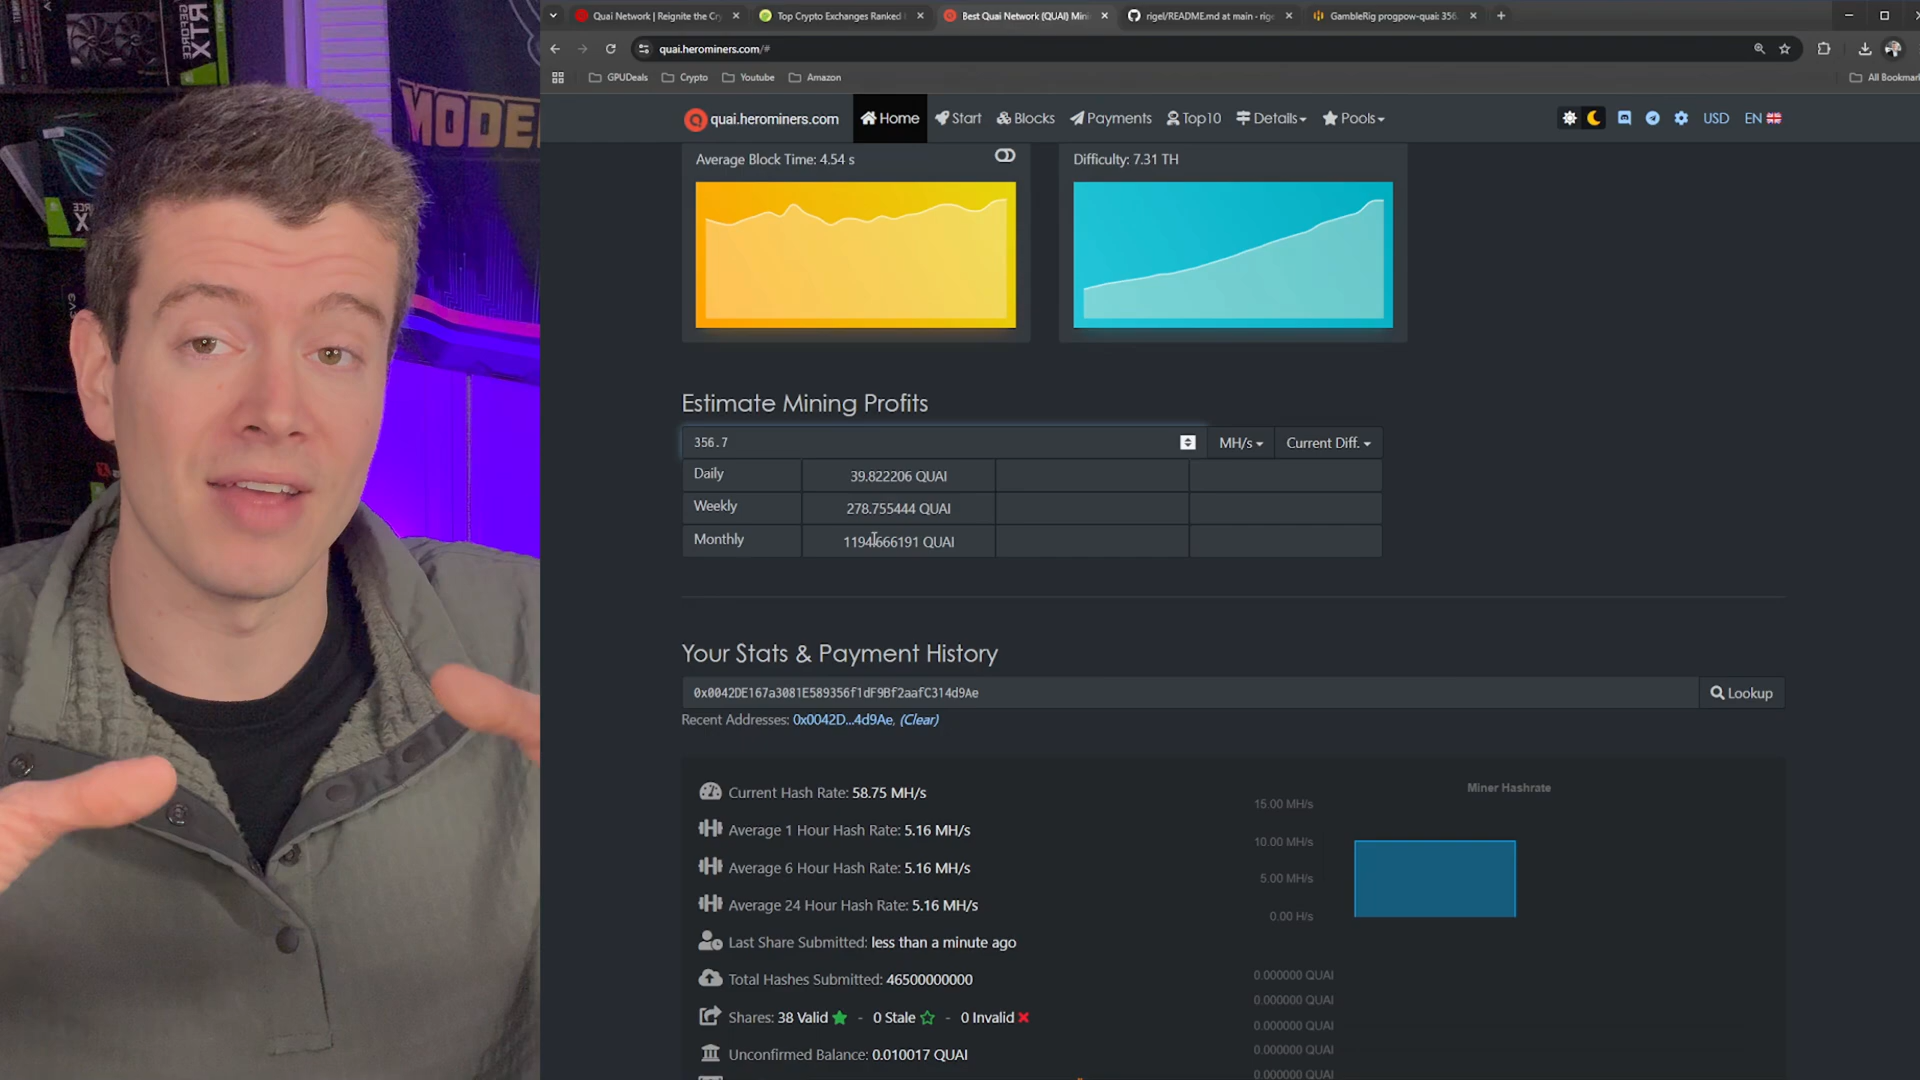 Quai Network | Reignite the Cr
Top Crypto Exchanges Ranked
Best Quai Network (QUAI) Mini
rigel/README.md at main · rige
GambleRig progpow-quai: 356.
quai.herominers.com/#
GPUDeals
Crypto
Youtube
Amazon
All Bookmar
quai.herominers.com
Home
Start
Blocks
Payments
Top10
Details
Pools
USD
EN
Average Block Time: 4.54 s
Difficulty: 7.31 TH
Estimate Mining Profits
356.7
MH/s
Current Diff.
Daily
39.822206 QUAI
Weekly
278.755444 QUAI
Monthly
1194.666191 QUAI
Your Stats & Payment History
0x0042DE167a3081E589356f1dF9Bf2aafC314d9Ae
Lookup
Recent Addresses: 0x0042D...4d9Ae, (Clear)
Current Hash Rate: 58.75 MH/s
Average 1 Hour Hash Rate: 5.16 MH/s
Average 6 Hour Hash Rate: 5.16 MH/s
Average 24 Hour Hash Rate: 5.16 MH/s
Last Share Submitted: less than a minute ago
Total Hashes Submitted: 46500000000
Shares: 38 Valid - 0 Stale - 0 Invalid
Unconfirmed Balance: 0.010017 QUAI
Miner Hashrate
15.00 MH/s
10.00 MH/s
5.00 MH/s
0.00 H/s
0.000000 QUAI
0.000000 QUAI
0.000000 QUAI
0.000000 QUAI
0.000000 QUAI
MODE